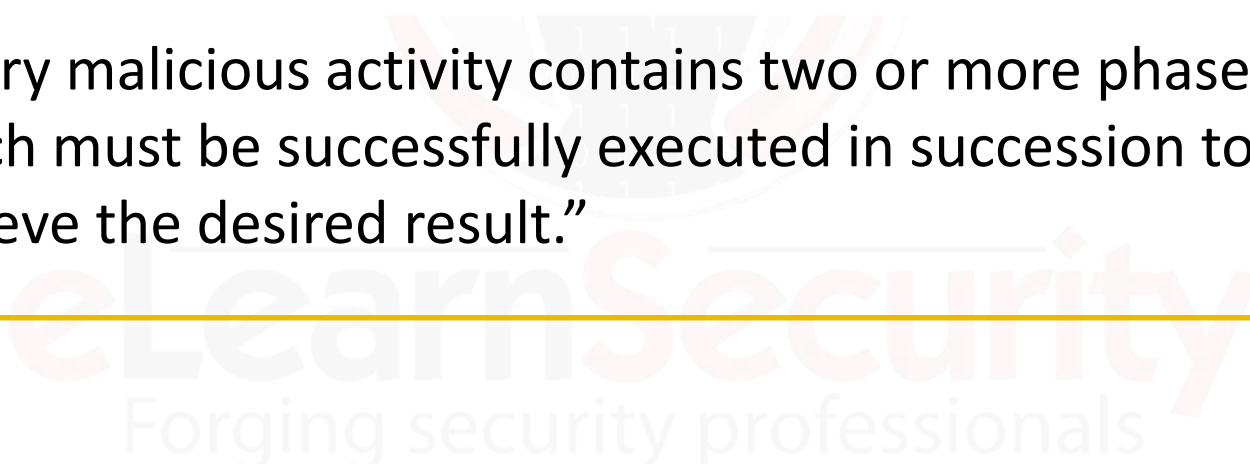 ry malicious activity contains two or more phase
ch must be successfully executed in succession to
eve the desired result.”
eLearnSecurity
Forging security professionals